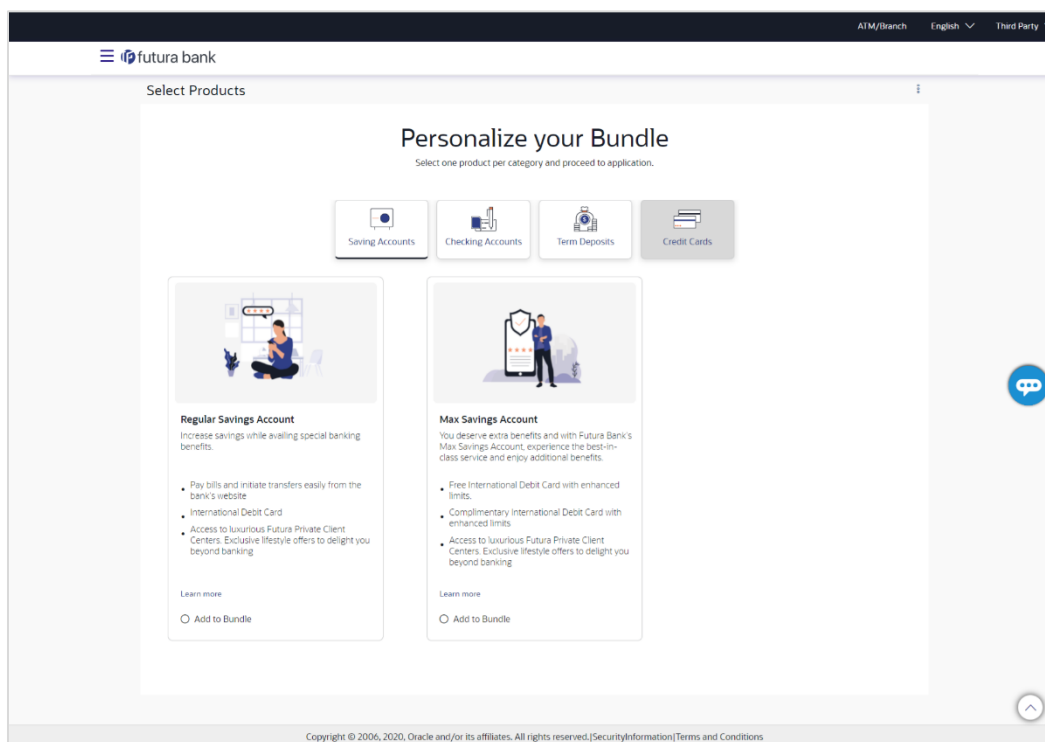 ATM/Branch English Third Party
futura bank
Select Products
Personalize your Bundle
Select one product per category and proceed to application.
Saving Accounts Checking Accounts Term Deposits Credit Cards
Regular Savings Account
Increase savings while availing special banking
benefits.
• Pay bills and initiate transfers easily from the
bank's website
• International Debit Card
• Access to luxurious Futura Private Client
Centers. Exclusive lifestyle offers to delight you
beyond banking
Learn more
Add to Bundle
Max Savings Account
You deserve extra benefits and with Futura Bank's
Max Savings Account, experience the best-in-
class service and enjoy additional benefits.
• Free International Debit Card with enhanced
limits.
• Complimentary International Debit Card with
enhanced limits
• Access to luxurious Futura Private Client
Centers. Exclusive lifestyle offers to delight you
beyond banking
Learn more
Add to Bundle
Copyright © 2006, 2020, Oracle and/or its affiliates. All rights reserved.|SecurityInformation|Terms and Conditions